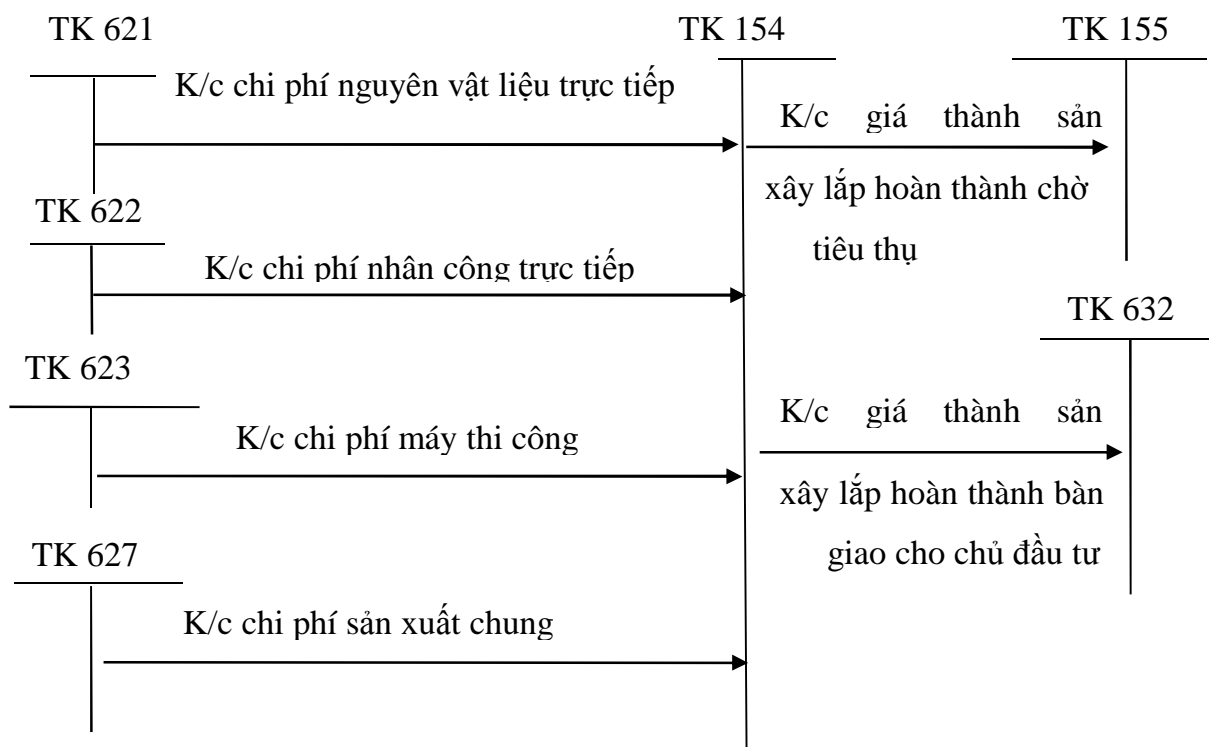 TK 621
TK 154
TK 155
K/c chi phí nguyên vật liệu trực tiếp
K/c giá thành sản
xây lắp hoàn thành chờ
tiêu thụ
TK 622
K/c chi phí nhân công trực tiếp
TK 632
TK 623
K/c giá thành sản
K/c chi phí máy thi công
xây lắp hoàn thành bàn
giao cho chủ đầu tư
TK 627
K/c chi phí sản xuất chung